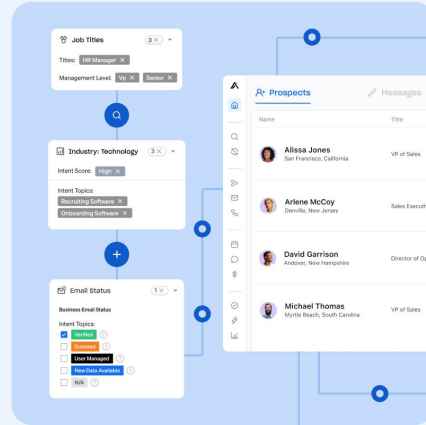 Job Titles 3 ×
Titles: HR Manager ×
Management Level: Vp × Senior ×
Industry: Technology 3 ×
Intent Score: High ×
Intent Topics:
Recruiting Software ×
Onboarding Software ×
Email Status 1 ×
Business Email Status
Intent Topics:
Verified ?
Guessed ?
User Managed ?
New Data Available ?
N/A ?
Prospects Messages
Name Title
Alissa Jones
San Francisco, California
VP of Sales
Arlene McCoy
Denville, New Jersey
Sales Executi
David Garrison
Andover, New Hampshire
Director of Op
Michael Thomas
Myrtle Beach, South Carolina
VP of Sales